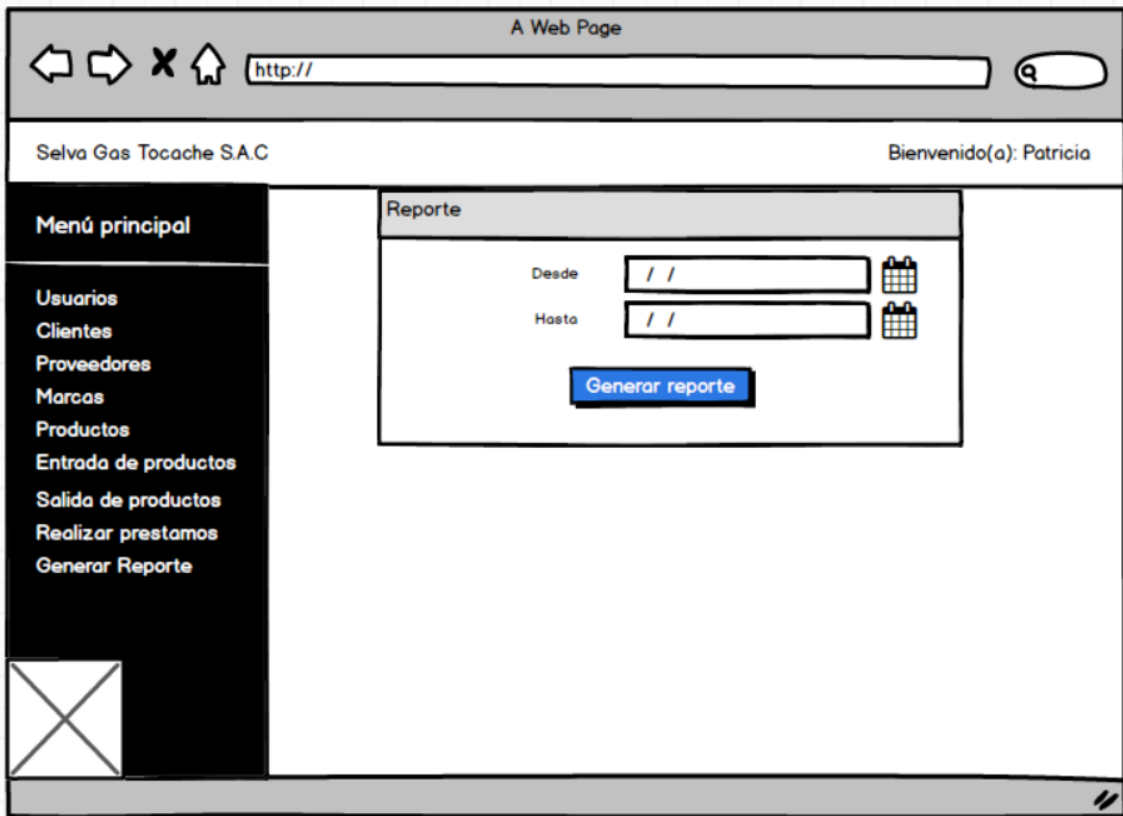 A Web Page
http://
Selva Gas Tocache S.A.C
Bienvenido(a): Patricia
Menú principal
Usuarios
Clientes
Proveedores
Marcas
Productos
Entrada de productos
Salida de productos
Realizar prestamos
Generar Reporte
Reporte
Desde / /
Hasta / /
Generar reporte